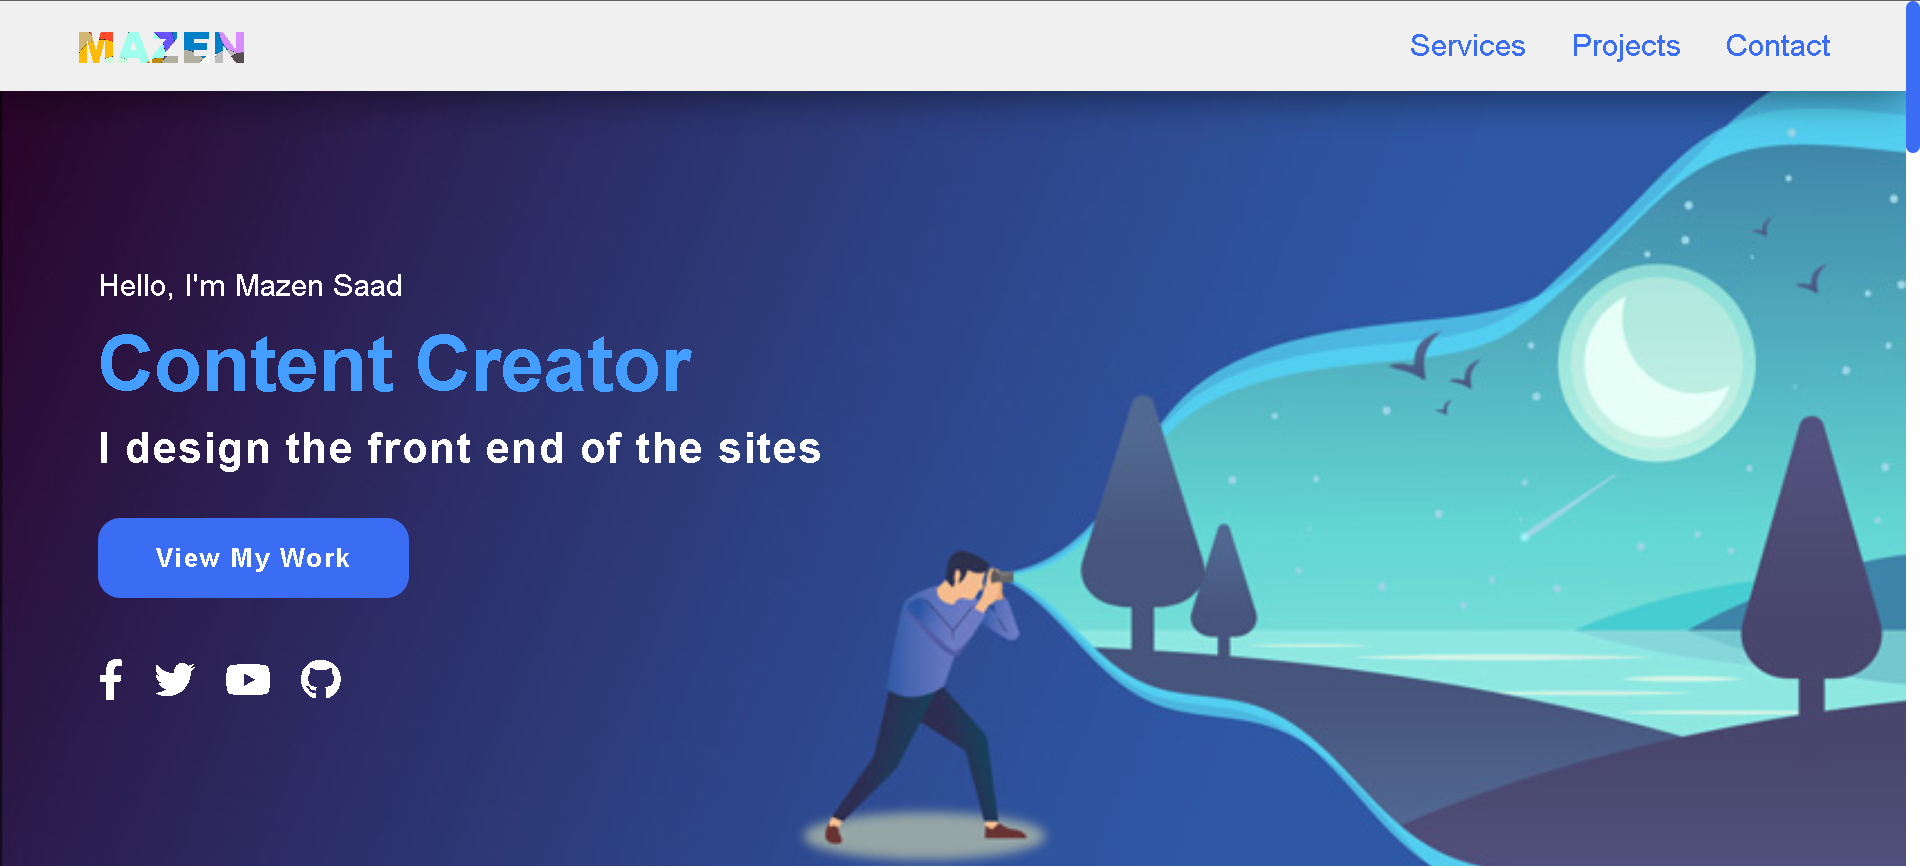 MAZEN
Services Projects Contact
Hello, I'm Mazen Saad
Content Creator
I design the front end of the sites
View My Work